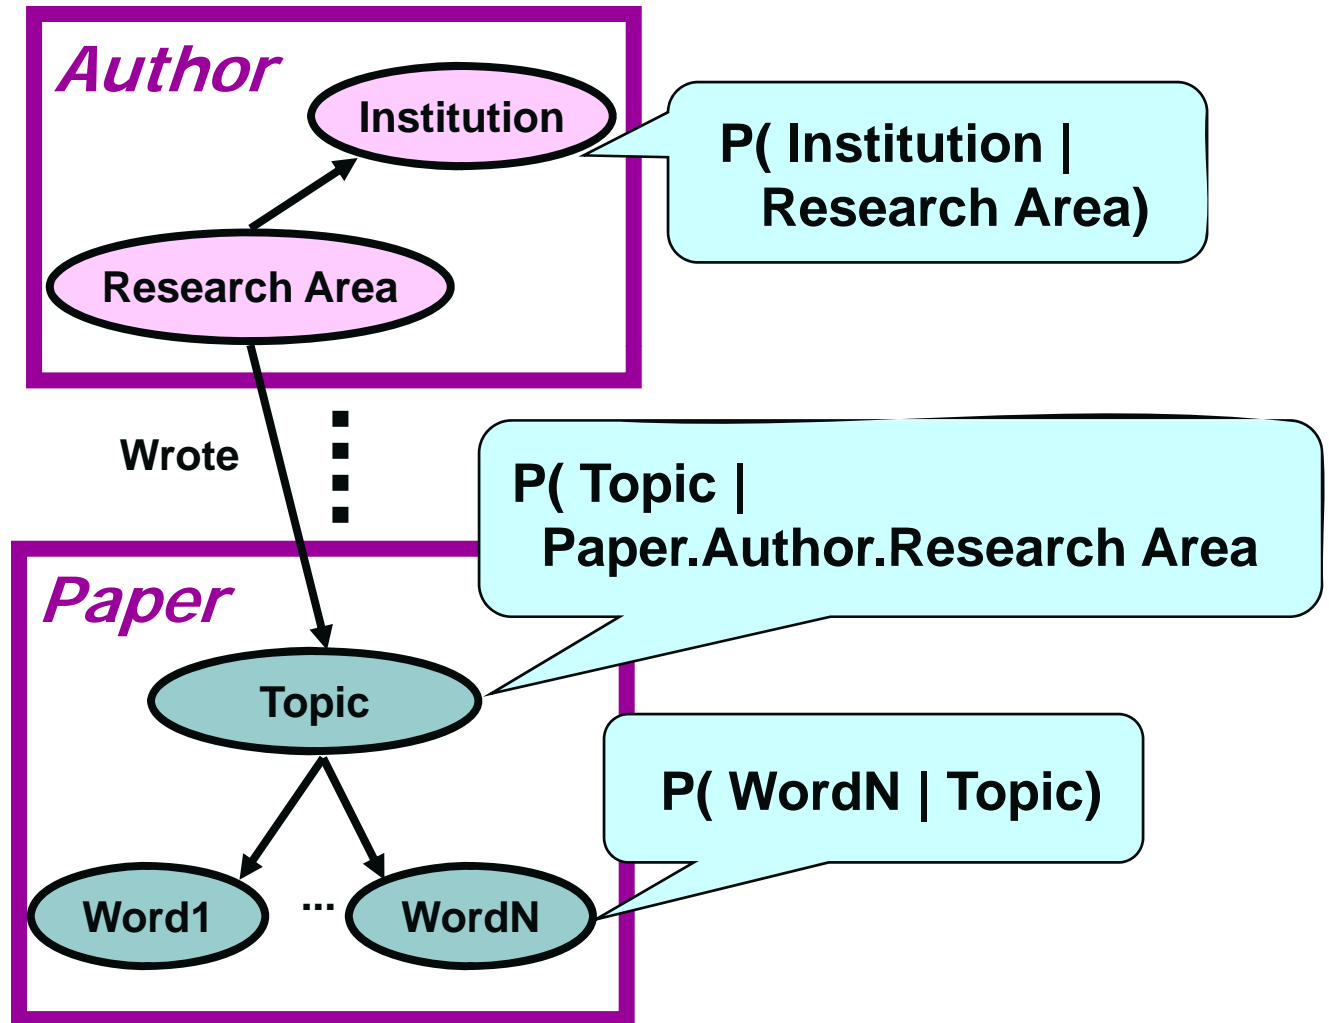 Author
Institution
P( Institution |
Research Area)
Research Area
Wrote
P( Topic |
Paper.Author.Research Area
Paper
Topic
P( WordN | Topic)
Word1
...
WordN